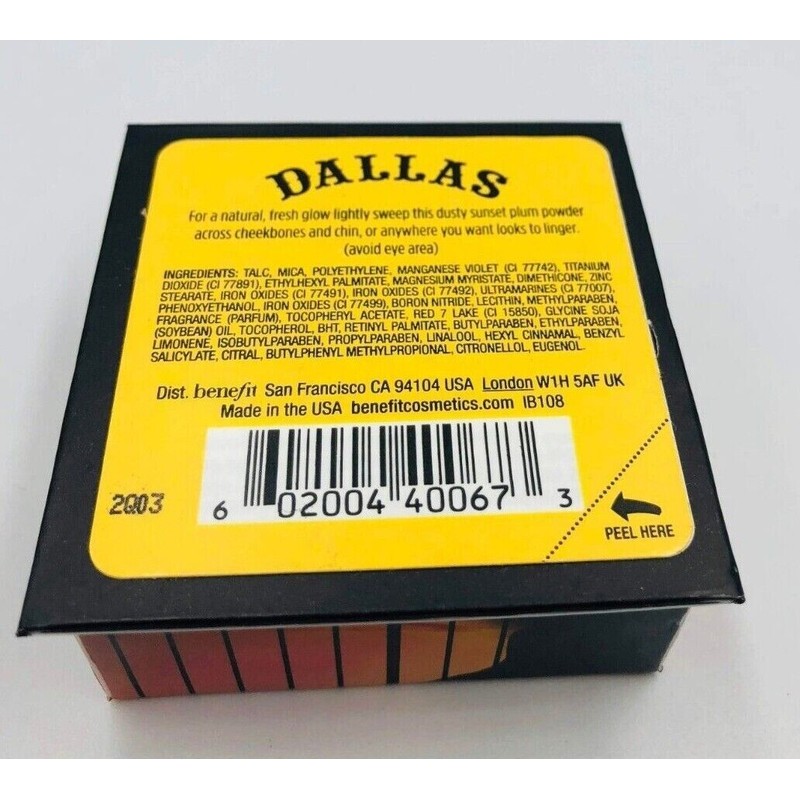 DALLAS
For a natural, fresh glow lightly sweep this dusty sunset plum powder
across cheekbones and chin, or anywhere you want looks to linger.
(avoid eye area)
INGREDIENTS: TALC, MICA, POLYETHYLENE, MANGANESE VIOLET (CI 77742), TITANIUM
DIOXIDE (CI 77891), ETHYLHEXYL PALMITATE, MAGNESIUM MYRISTATE, DIMETHICONE, ZINC
STEARATE, IRON OXIDES (CI 77491), IRON OXIDES (CI 77492), ULTRAMARINES (CI 77007),
PHENOXYETHANOL, IRON OXIDES (CI 77499), BORON NITRIDE, LECITHIN, METHYLPARABEN,
FRAGRANCE (PARFUM), TOCOPHERYL ACETATE, RED 7 LAKE (CI 15850), GLYCINE SOJA
(SOYBEAN) OIL, TOCOPHEROL, BHT, RETINYL PALMITATE, BUTYLPARABEN, ETHYLPARABEN,
LIMONENE, ISOBUTYLPARABEN, PROPYLPARABEN, LINALOOL, HEXYL CINNAMAL, BENZYL
SALICYLATE, CITRAL, BUTYLPHENYL METHYLPROPIONAL, CITRONELLOL, EUGENOL.
Dist. benefit San Francisco CA 94104 USA London W1H 5AF UK
Made in the USA benefitcosmetics.com IB108
2Q03
6 02004 40067 3
PEEL HERE